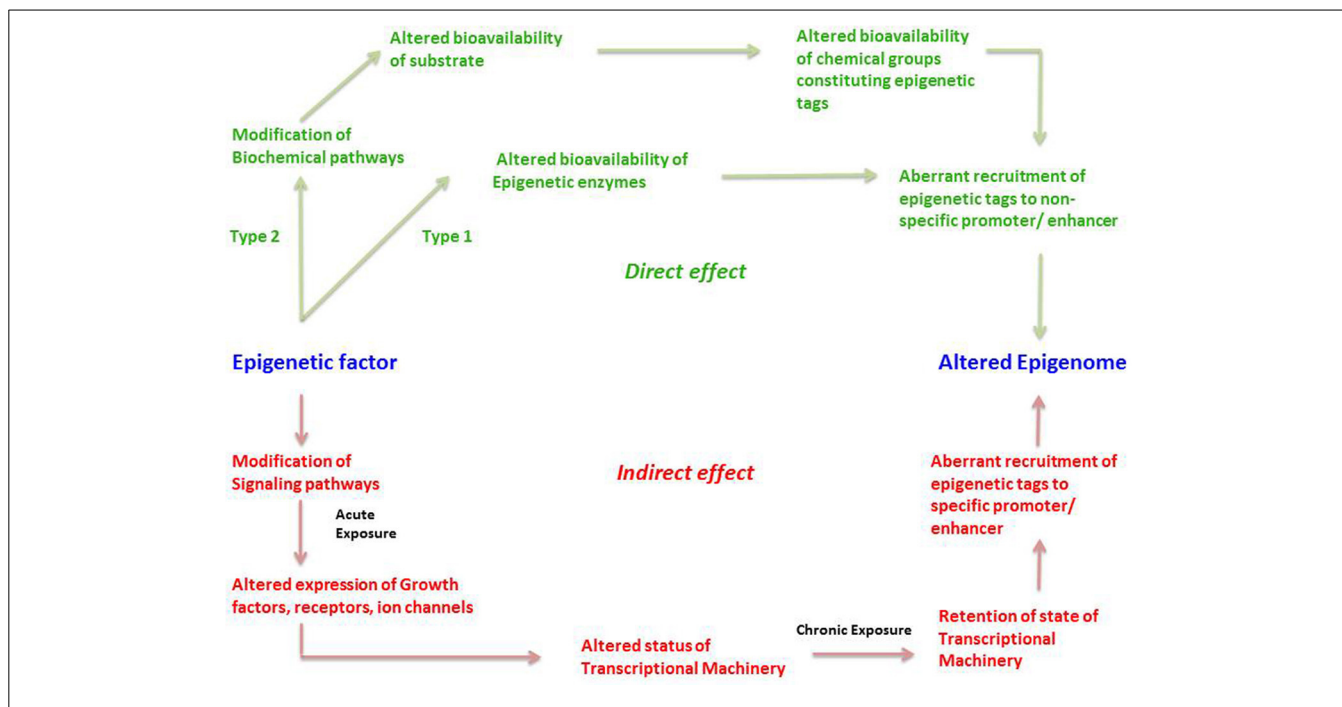 Altered bioavailability
of substrate
Altered bioavailability
of chemical groups
constituting epigenetic
tags
Modification of
Biochemical pathways
Altered bioavailability of
Epigenetic enzymes
Aberrant recruitment of
epigenetic tags to non-
specific promoter/ enhancer
Type 2
Type 1
Direct effect
Epigenetic factor
Altered Epigenome
Modification of
Signaling pathways
Indirect effect
Aberrant recruitment of
epigenetic tags to
specific promoter/
enhancer
Acute
Exposure
Altered expression of Growth
factors, receptors, ion channels
Altered status of
Transcriptional Machinery
Chronic Exposure
Retention of state of
Transcriptional
Machinery